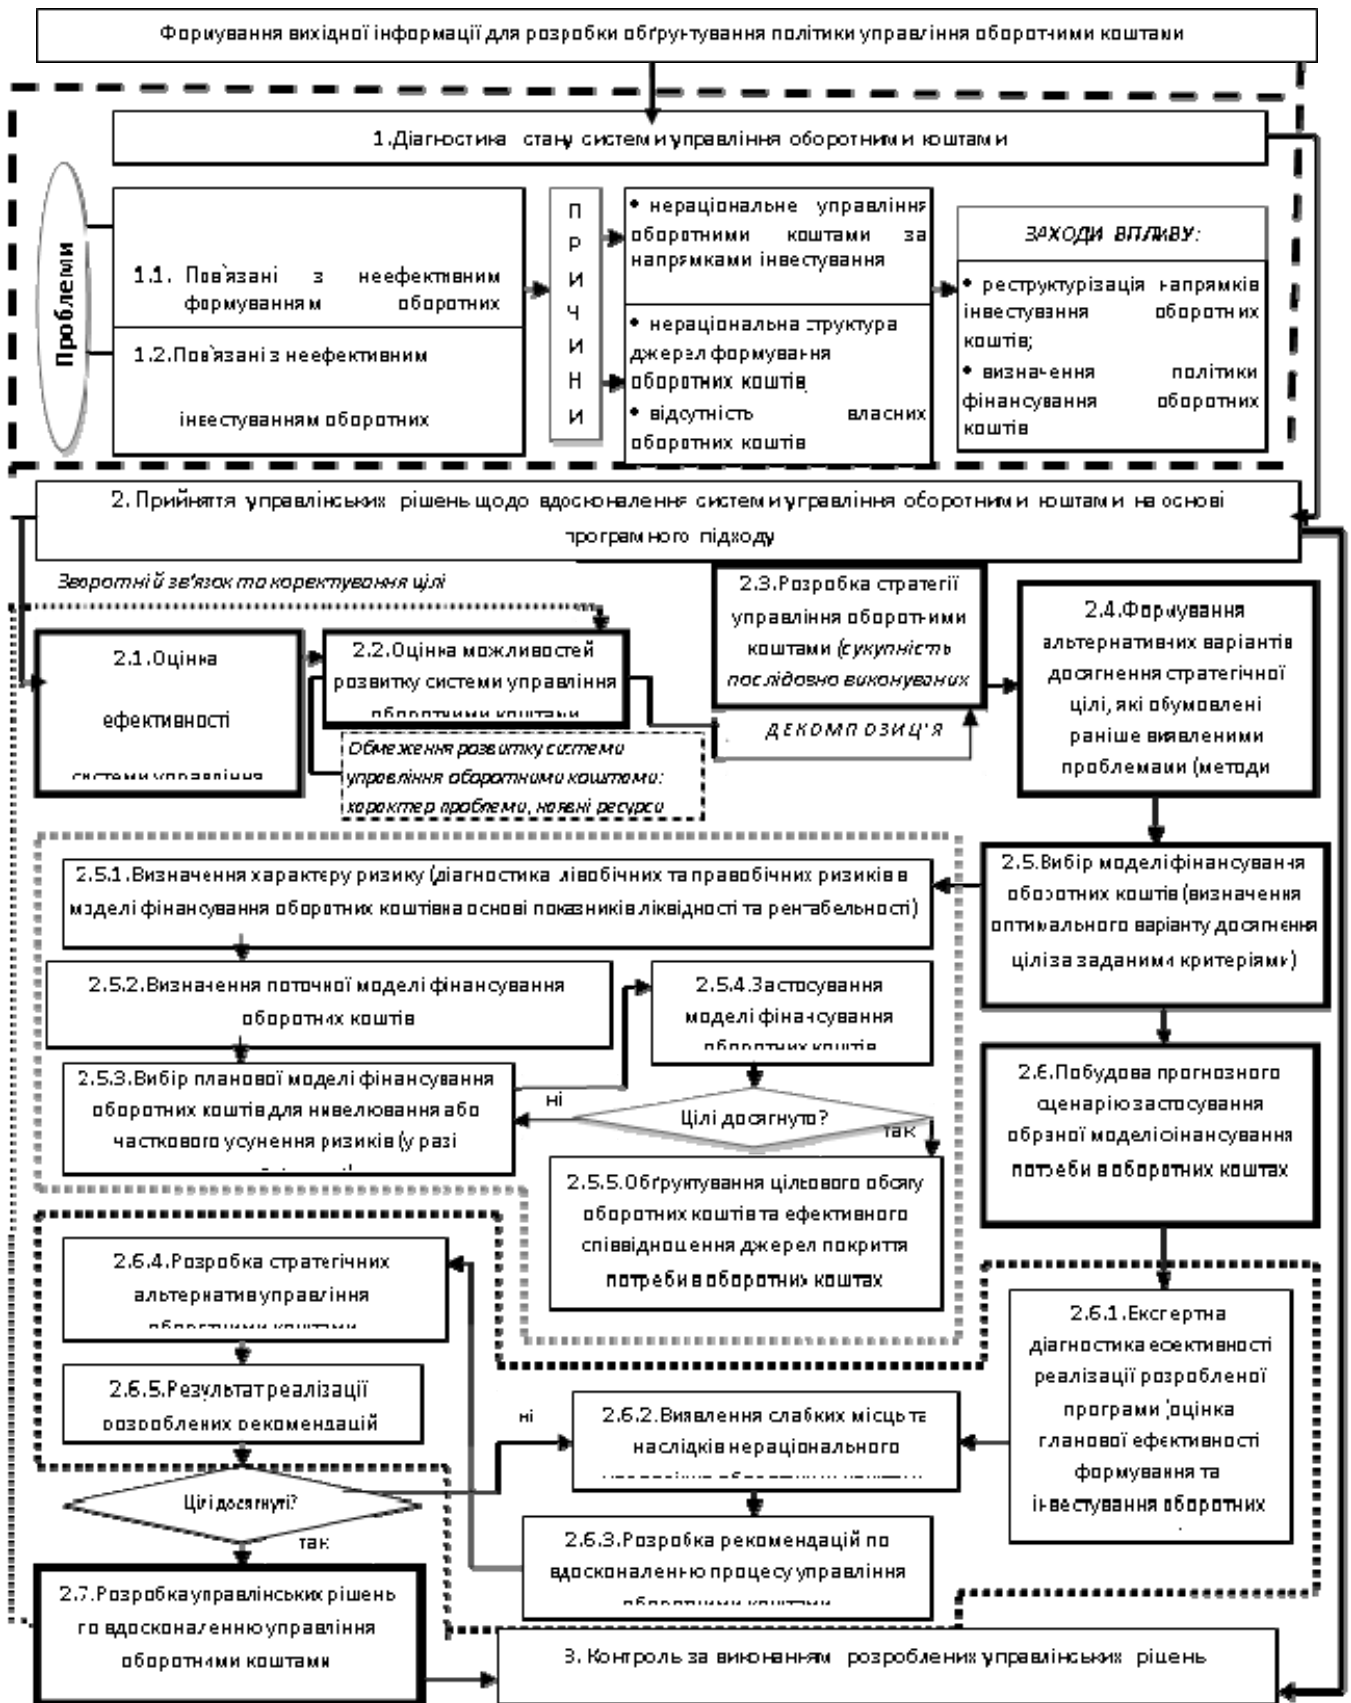 Формування вихідної інформації для розробки обґрунтування політики управління оборотчими коштами
1.Діагностика стану системи управління оборотними коштами
Проблеми
1.1. Пов'язані з неефективним
формуванням оборотних
1.2.Пов'язані з неефективним
інвестуванням оборотних
П
Р
И
Ч
И
Н
И
• нераціональне управління
оборотними коштами за
напрямками інвестування
• нераціональна структура
джерел формування
оборотних коштів
• відсутність власних
оборотних коштів
ЗАХОДИ ВПЛИВУ:
• реструктурізація напрямків
інвестування оборотних
коштів;
• визначення політики
фінансування оборотних
коштів
2. Прийняття управлінських рішень щодо вдосконалення системи управління оборотними коштами на основі
програмного підходу
Зворотній зв'язок та коректування цілі
2.1.Оцінка
ефективності
системи управління
2.2.Оцінка можливостей
розвитку системи управління
оборотними коштами
Обмеження розвитку системи
управління оборотними коштами:
характер проблеми, наявні ресурси
2.3.Розробка стратегії
управління оборотними
коштами (сукупність
послідовно виконуваних
ДЕКОМПОЗИЦІЯ
2.4.Формування
альтернативних варіантів
досягнення стратегічної
цілі, які обумовлені
раніше виявленими
проблемами (методи
2.5.Вибір моделі фінансування
оборотних коштів (визначення
оптимального варіанту досягнення
цілі за заданими критеріями)
2.5.1.Визначення характеру ризику (діагностика лівобічних та правобічних ризиків в
моделі фінансування оборотних коштів на основі показників ліквідності та рентабельності)
2.5.2.Визначення поточної моделі фінансування
оборотних коштів
2.5.4.Застосування
моделі фінансування
оборотних коштів
2.5.3.Вибір планової моделі фінансування
оборотних коштів для нивелювання або
часткового усунення ризиків (у разі
ні
Цілі досягнуто?
так
2.5.5.Обґрунтування цільового обсягу
оборотних коштів та ефективного
співвідношення джерел покриття
потреби в оборотних коштах
2.6.Побудова прогнозного
сценарію застосування
обраної моделі фінансування
потреби в оборотних коштах
2.6.1.Експертна
діагностика ефективності
реалізації розробленої
програми (оцінка
планової ефективності
формування та
інвестування оборотних
2.6.4.Розробка стратегічних
альтернатив управління
оборотними коштами
2.6.5.Результат реалізації
розроблених рекомендацій
ні
2.6.2.Виявлення слабких місць та
наслідків нераціонального
управління оборотними коштами
Цілі досягнуті?
так
2.6.3.Розробка рекомендацій по
вдосконаленню процесу управління
оборотними коштами
2.7.Розробка управлінських рішень
по вдосконаленню управління
оборотними коштами
3. Контроль за виконанням розроблених управлінських рішень